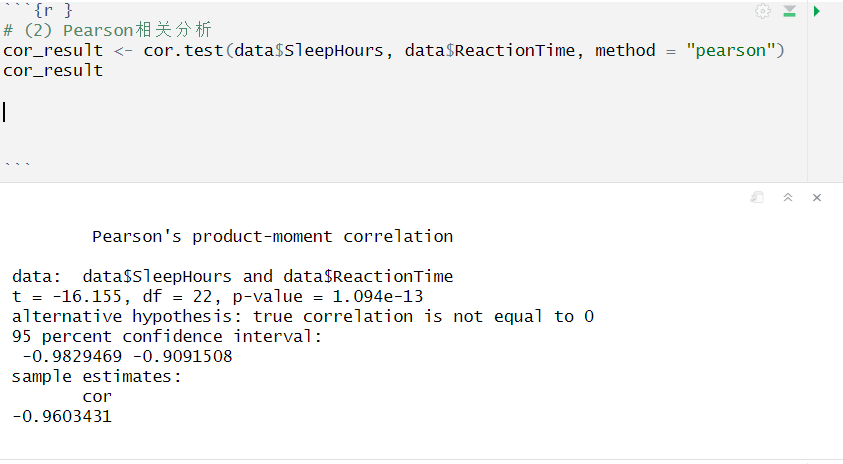 ```{r }
# (2) Pearson相关分析
cor_result <- cor.test(data$SleepHours, data$ReactionTime, method = "pearson")
cor_result
```
Pearson's product-moment correlation
data:  data$SleepHours and data$ReactionTime
t = -16.155, df = 22, p-value = 1.094e-13
alternative hypothesis: true correlation is not equal to 0
95 percent confidence interval:
 -0.9829469 -0.9091508
sample estimates:
cor
-0.9603431